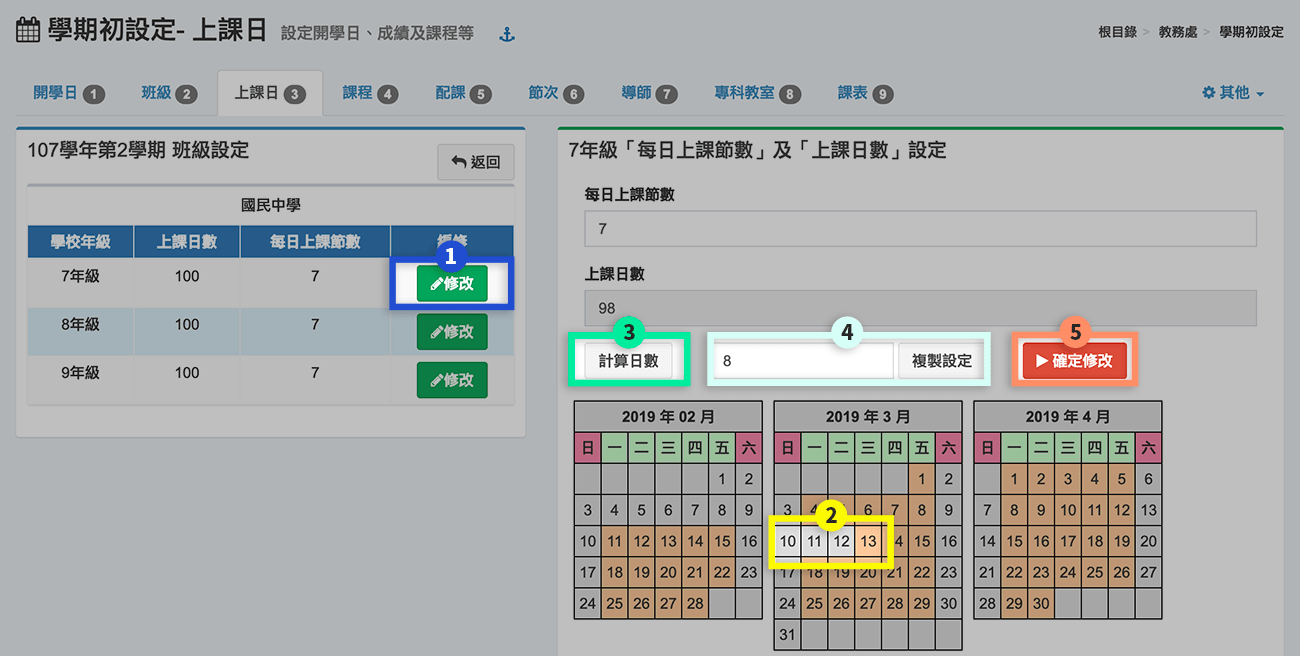 學期初設定- 上課日 設定開學日、成績及課程等
根目錄 > 教務處 > 學期初設定
開學日 1 班級 2 上課日 3 課程 4 配課 5 節次 6 導師 7 專科教室 8 課表 9 其他
107學年第2學期 班級設定
返回
國民中學
學校年級 上課日數 每日上課節數 編修
1
7年級 100 7 修改
8年級 100 7 修改
9年級 100 7 修改
7年級「每日上課節數」及「上課日數」設定
每日上課節數
7
上課日數
98
3 4 5
計算日數 8 複製設定 確定修改
2019 年 02 月
日 一 二 三 四 五 六
1 2
3 4 5 6 7 8 9
10 11 12 13 14 15 16
17 18 19 20 21 22 23
24 25 26 27 28
2019 年 3 月
日 一 二 三 四 五 六
1 2
3 4 6 7 8 9
2
10 11 12 13 4 15 16
17 18 19 20 21 22 23
24 25 26 27 28 29 30
31
2019 年 4 月
日 一 二 三 四 五 六
1 2 3 4 5 6
7 8 9 10 11 12 13
14 15 16 17 18 19 20
21 22 23 24 25 26 27
28 29 30